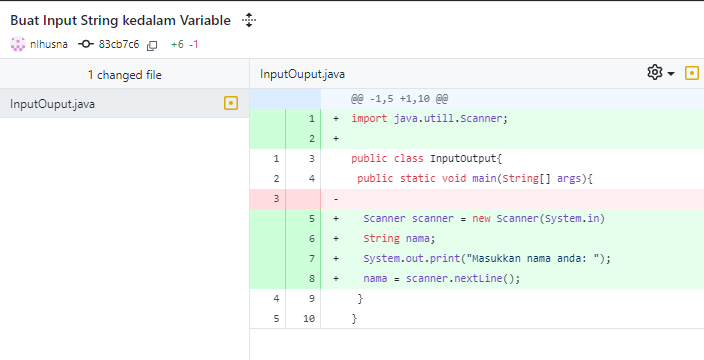 Buat Input String kedalam Variable
nlhusna 83cb7c6 +6 -1
1 changed file
InputOuput.java
InputOuput.java
@@ -1,5 +1,10 @@
1 + import java.utill.Scanner;
2 +
1 3 public class InputOutput{
2 4 public static void main(String[] args){
3 -
5 + Scanner scanner = new Scanner(System.in)
6 + String nama;
7 + System.out.print("Masukkan nama anda: ");
8 + nama = scanner.nextLine();
4 9 }
5 10 }